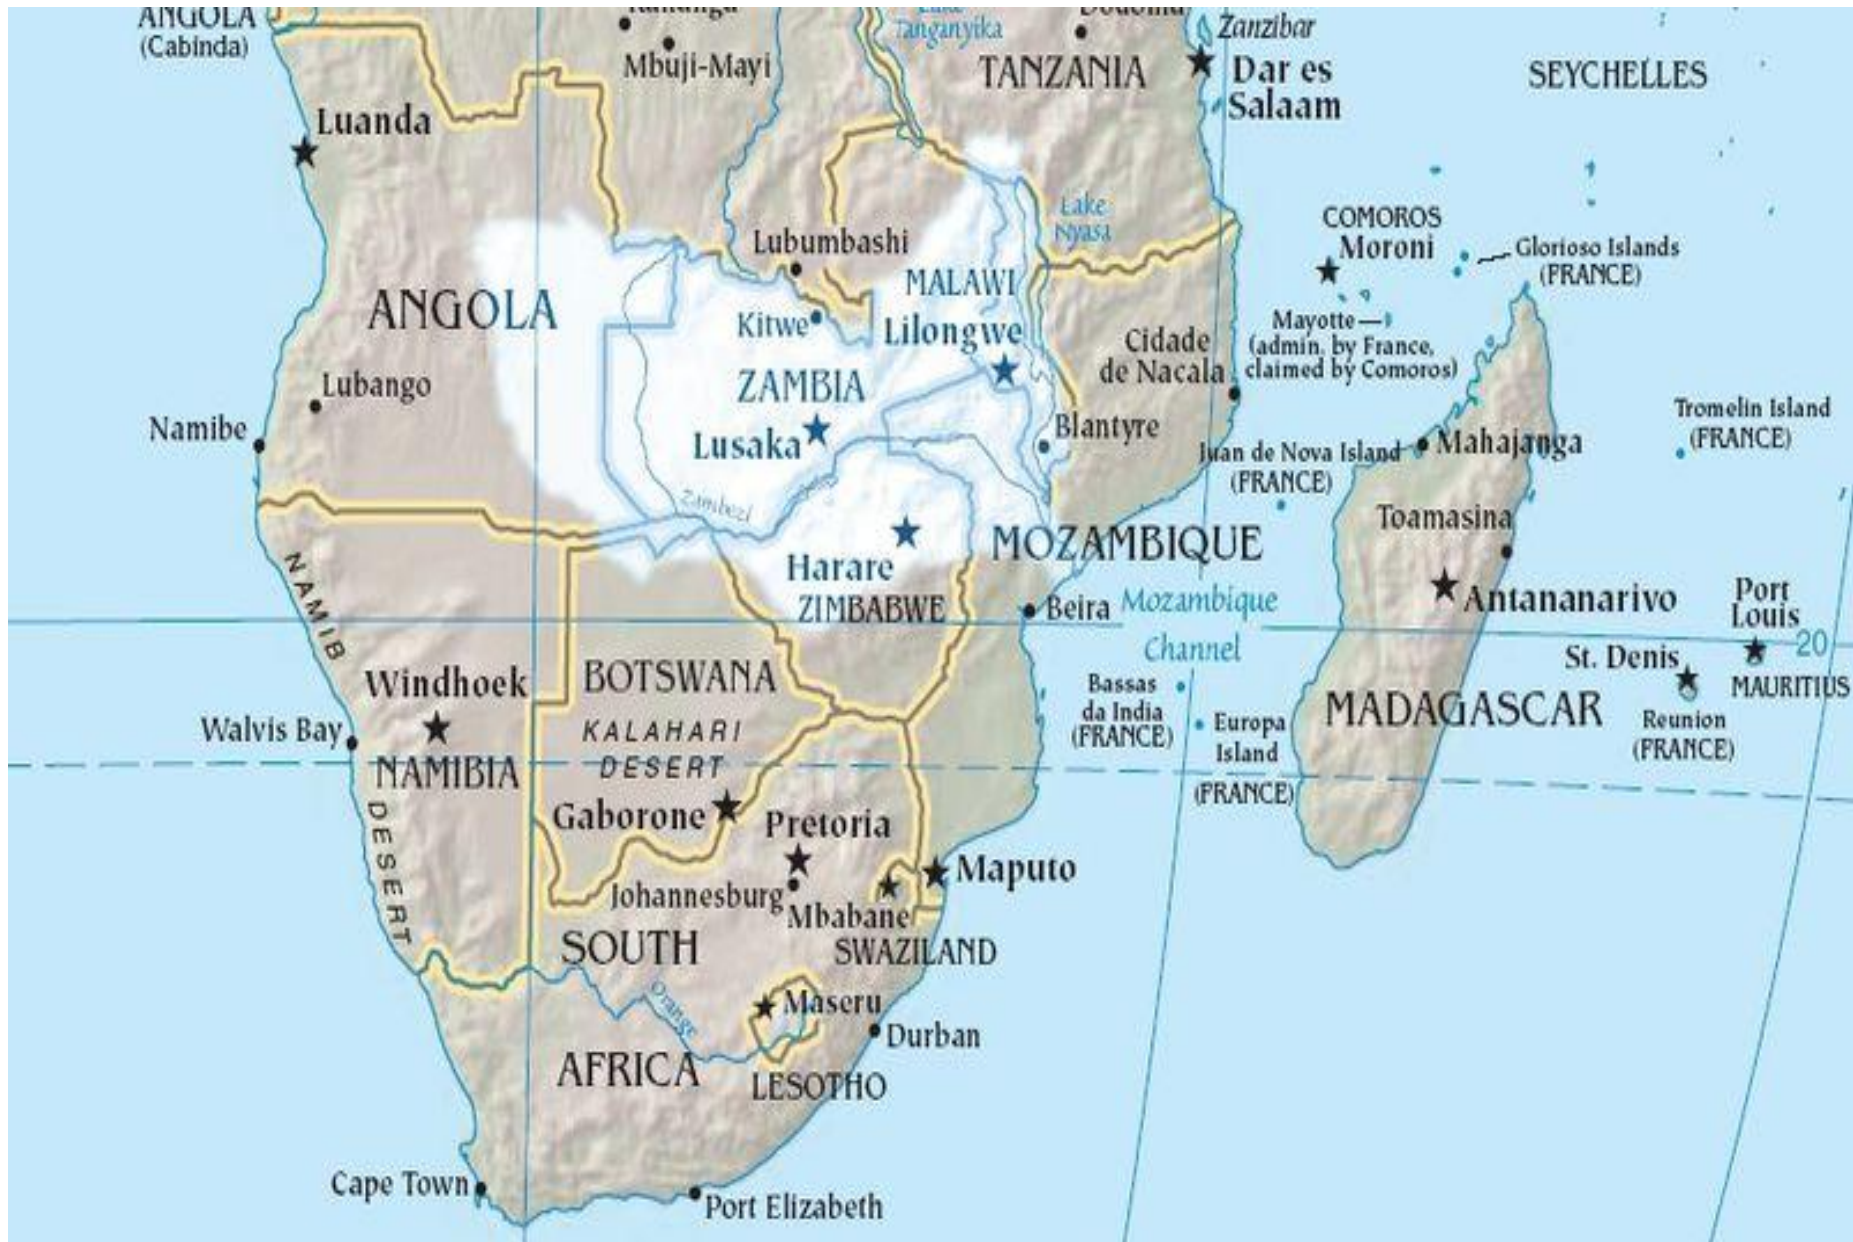 ANGOLA
(Cabinda)
Mbuji-Mayi
Lake
Tanganyika
Dodoma
Zanzibar
TANZANIA
Dar es
Salaam
SEYCHELLES
Luanda
Lake
Nyasa
COMOROS
Moroni
Glorioso Islands
(FRANCE)
Lubumbashi
MALAWI
ANGOLA
Kitwe
Lilongwe
Mayotte
(admin. by France,
claimed by Comoros)
Cidade
de Nacala
ZAMBIA
Lubango
Namibe
Lusaka
Blantyre
Juan de Nova Island
(FRANCE)
Mahajanga
Tromelin Island
(FRANCE)
Zambezi
Toamasina
Harare
ZIMBABWE
MOZAMBIQUE
NAMIB
DESERT
Beira
Mozambique
Channel
Antananarivo
Port
Louis
20
St. Denis
MAURITIUS
Reunion
(FRANCE)
Windhoek
BOTSWANA
KALAHARI
DESERT
Bassas
da India
(FRANCE)
Europa
Island
(FRANCE)
MADAGASCAR
Walvis Bay
NAMIBIA
Gaborone
Pretoria
Johannesburg
Maputo
Mbabane
SWAZILAND
SOUTH
AFRICA
Orange
Maseru
LESOTHO
Durban
Cape Town
Port Elizabeth